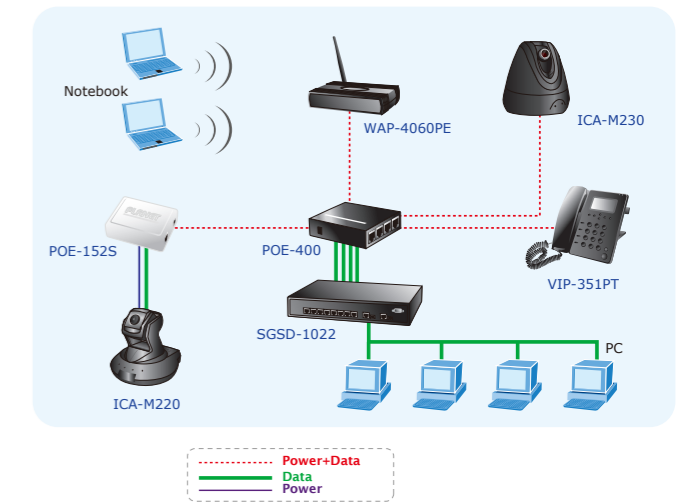 Notebook
WAP-4060PE
ICA-M230
PLANET
POE-152S
POE-400
VIP-351PT
SGSD-1022
PC
ICA-M220
Power+Data
Data
Power